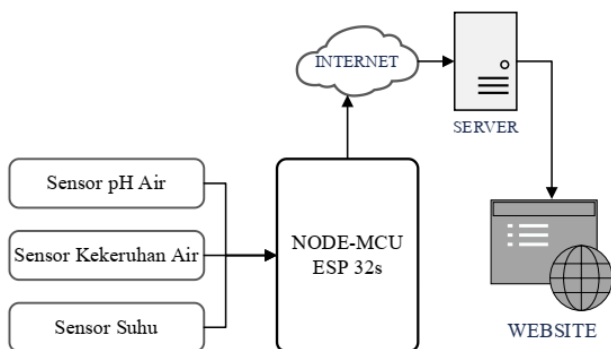 INTERNET
SERVER
Sensor pH Air
Sensor Kekeruhan Air
Sensor Suhu
NODE-MCU
ESP 32s
WEBSITE